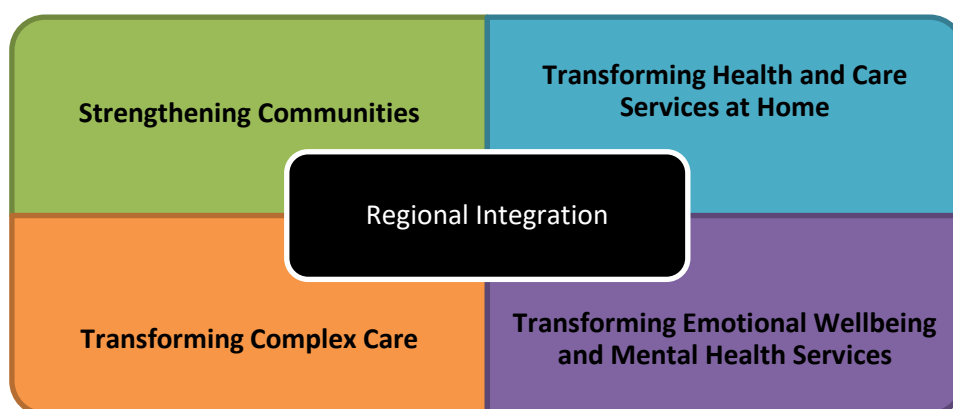 Strengthening Communities
Transforming Health and Care
Services at Home
Regional Integration
Transforming Complex Care
Transforming Emotional Wellbeing
and Mental Health Services